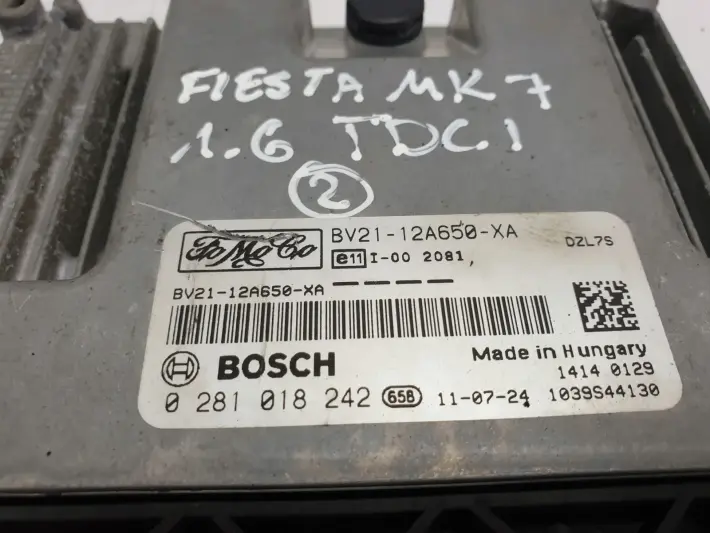 FIESTA MK7
1.6 TDCI
2
FoMoCo BV21-12A650-XA DZL7S
e11 I-00 2081,
BV21-12A650-XA — — — —
BOSCH Made in Hungary
1414 0129
0 281 018 242 658 11-07-24 1039S44130